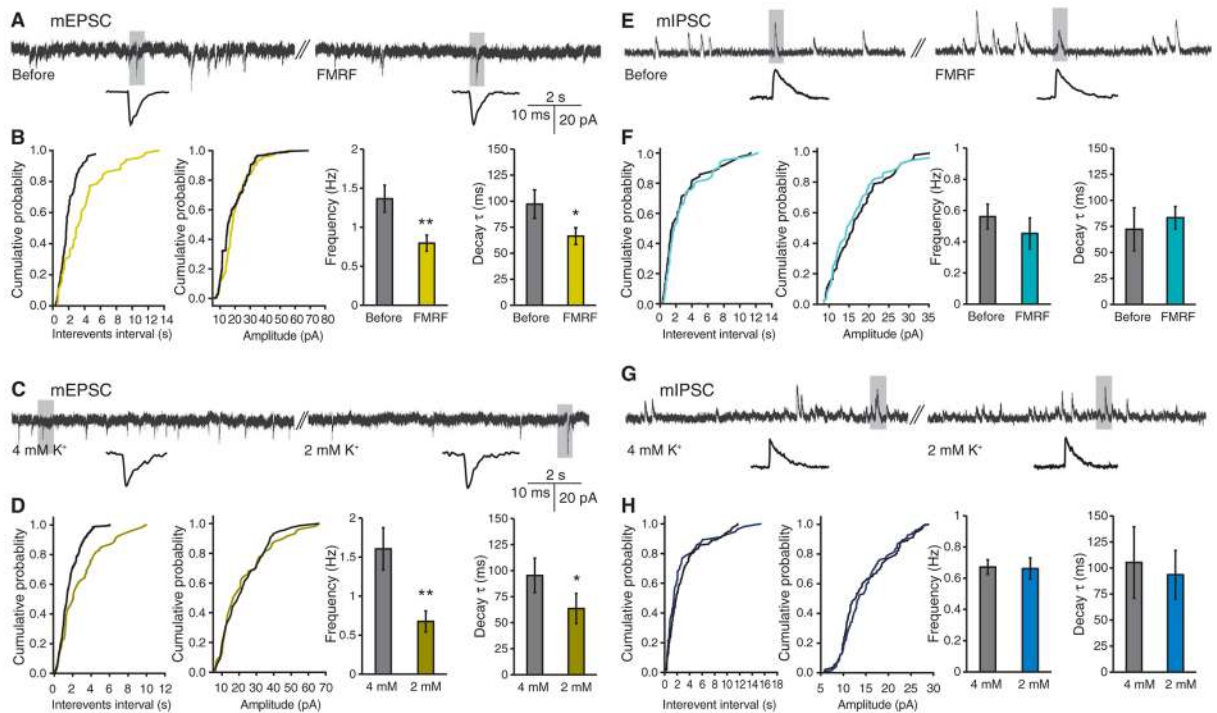 A mEPSC
Before
FMRF
2 s
10 ms 20 pA
B
Cumulative probablity
1.0
0.8
0.6
0.4
0.2
0.0
2 4 6 8 10 12 14
Interevents interval (s)
Cumulative probablity
1.0
0.8
0.6
0.4
0.2
0.0
10 20 30 40 50 60 70 80
Amplitude (pA)
Frequency (Hz)
2
1.5
1
0.5
0
**
Before FMRF
Decay τ (ms)
150
125
100
75
50
25
0
*
Before FMRF
C mEPSC
4 mM K+
2 mM K+
2 s
10 ms 20 pA
D
Cumulative probablity
1.0
0.8
0.6
0.4
0.2
0.0
0 2 4 6 8 10 12
Interevents interval (s)
Cumulative probablity
1.0
0.8
0.6
0.4
0.2
0.0
10 20 30 40 50 60 70
Amplitude (pA)
Frequency (Hz)
2
1.5
1
0.5
0
**
4 mM 2 mM
Decay τ (ms)
150
125
100
75
50
25
0
*
4 mM 2 mM
E mIPSC
Before
FMRF
F
Cumulative probablity
1.0
0.8
0.6
0.4
0.2
0.0
0 2 4 6 8 10 12 14
Interevent interval (s)
Cumulative probablity
1.0
0.8
0.6
0.4
0.2
0.0
10 15 20 25 30 35
Amplitude (pA)
Frequency (Hz)
1
0.8
0.6
0.4
0.2
0
Before FMRF
Decay τ (ms)
150
125
100
75
50
25
0
Before FMRF
G
mIPSC
4 mM K+
2 mM K+
H
Cumulative probablity
1.0
0.8
0.6
0.4
0.2
0.0
0 2 4 6 8 10 12 14 16 18
Interevent interval (s)
Cumulative probablity
1.0
0.8
0.6
0.4
0.2
0.0
5 10 15 20 25 30
Amplitude (pA)
Frequency (Hz)
1
0.8
0.6
0.4
0.2
0
4 mM 2 mM
Decay τ (ms)
150
125
100
75
50
25
0
4 mM 2 mM